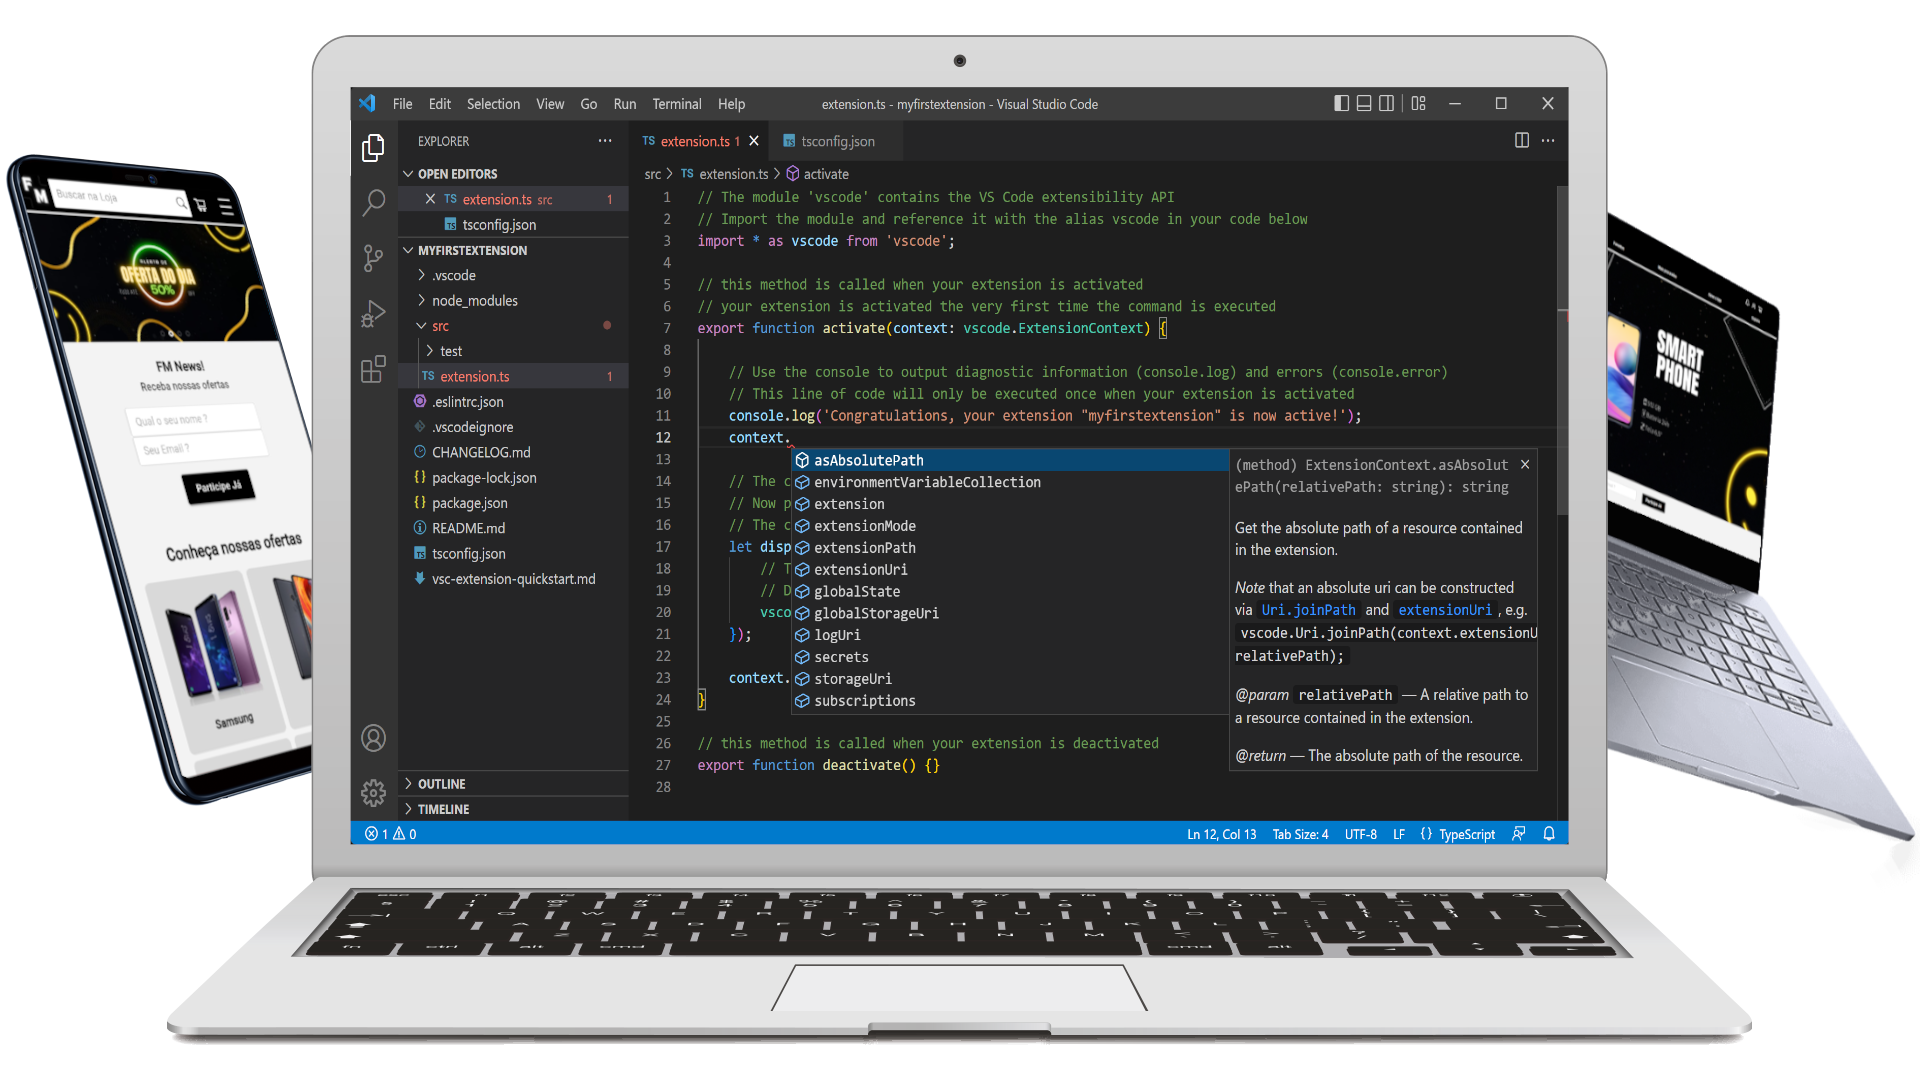 File Edit Selection View Go Run Terminal Help
extension.ts - myfirstextension - Visual Studio Code
EXPLORER
OPEN EDITORS
TS extension.ts src 1
tsconfig.json
MYFIRSTEXTENSION
.vscode
node_modules
src
test
TS extension.ts 1
.eslintrc.json
.vscodeignore
CHANGELOG.md
package-lock.json
package.json
README.md
tsconfig.json
vsc-extension-quickstart.md
OUTLINE
TIMELINE
TS extension.ts 1
tsconfig.json
src > TS extension.ts > activate
1 // The module 'vscode' contains the VS Code extensibility API
2 // Import the module and reference it with the alias vscode in your code below
3 import * as vscode from 'vscode';
4
5 // this method is called when your extension is activated
6 // your extension is activated the very first time the command is executed
7 export function activate(context: vscode.ExtensionContext) {
8
9 // Use the console to output diagnostic information (console.log) and errors (console.error)
10 // This line of code will only be executed once when your extension is activated
11 console.log('Congratulations, your extension "myfirstextension" is now active!');
12 context.
13
14 // The c
15 // Now p
16 // The c
17 let disp
18 // T
19 // D
20 vsco
21 });
22
23 context.
24 }
25
26 // this method is called when your extension is deactivated
27 export function deactivate() {}
28
asAbsolutePath
environmentVariableCollection
extension
extensionMode
extensionPath
extensionUri
globalState
globalStorageUri
logUri
secrets
storageUri
subscriptions
(method) ExtensionContext.asAbsolut
ePath(relativePath: string): string
Get the absolute path of a resource contained
in the extension.
Note that an absolute uri can be constructed
via Uri.joinPath and extensionUri , e.g.
vscode.Uri.joinPath(context.extensionU
relativePath);
@param relativePath — A relative path to
a resource contained in the extension.
@return — The absolute path of the resource.
1 0
Ln 12, Col 13 Tab Size: 4 UTF-8 LF {} TypeScript
FM
Buscar na Loja
OFERTA DO DIA
50%
FM News!
Receba nossas ofertas
Qual o seu nome ?
Seu Email ?
Participe Já
Conheça nossas ofertas
Samsung
SMART
PHONE